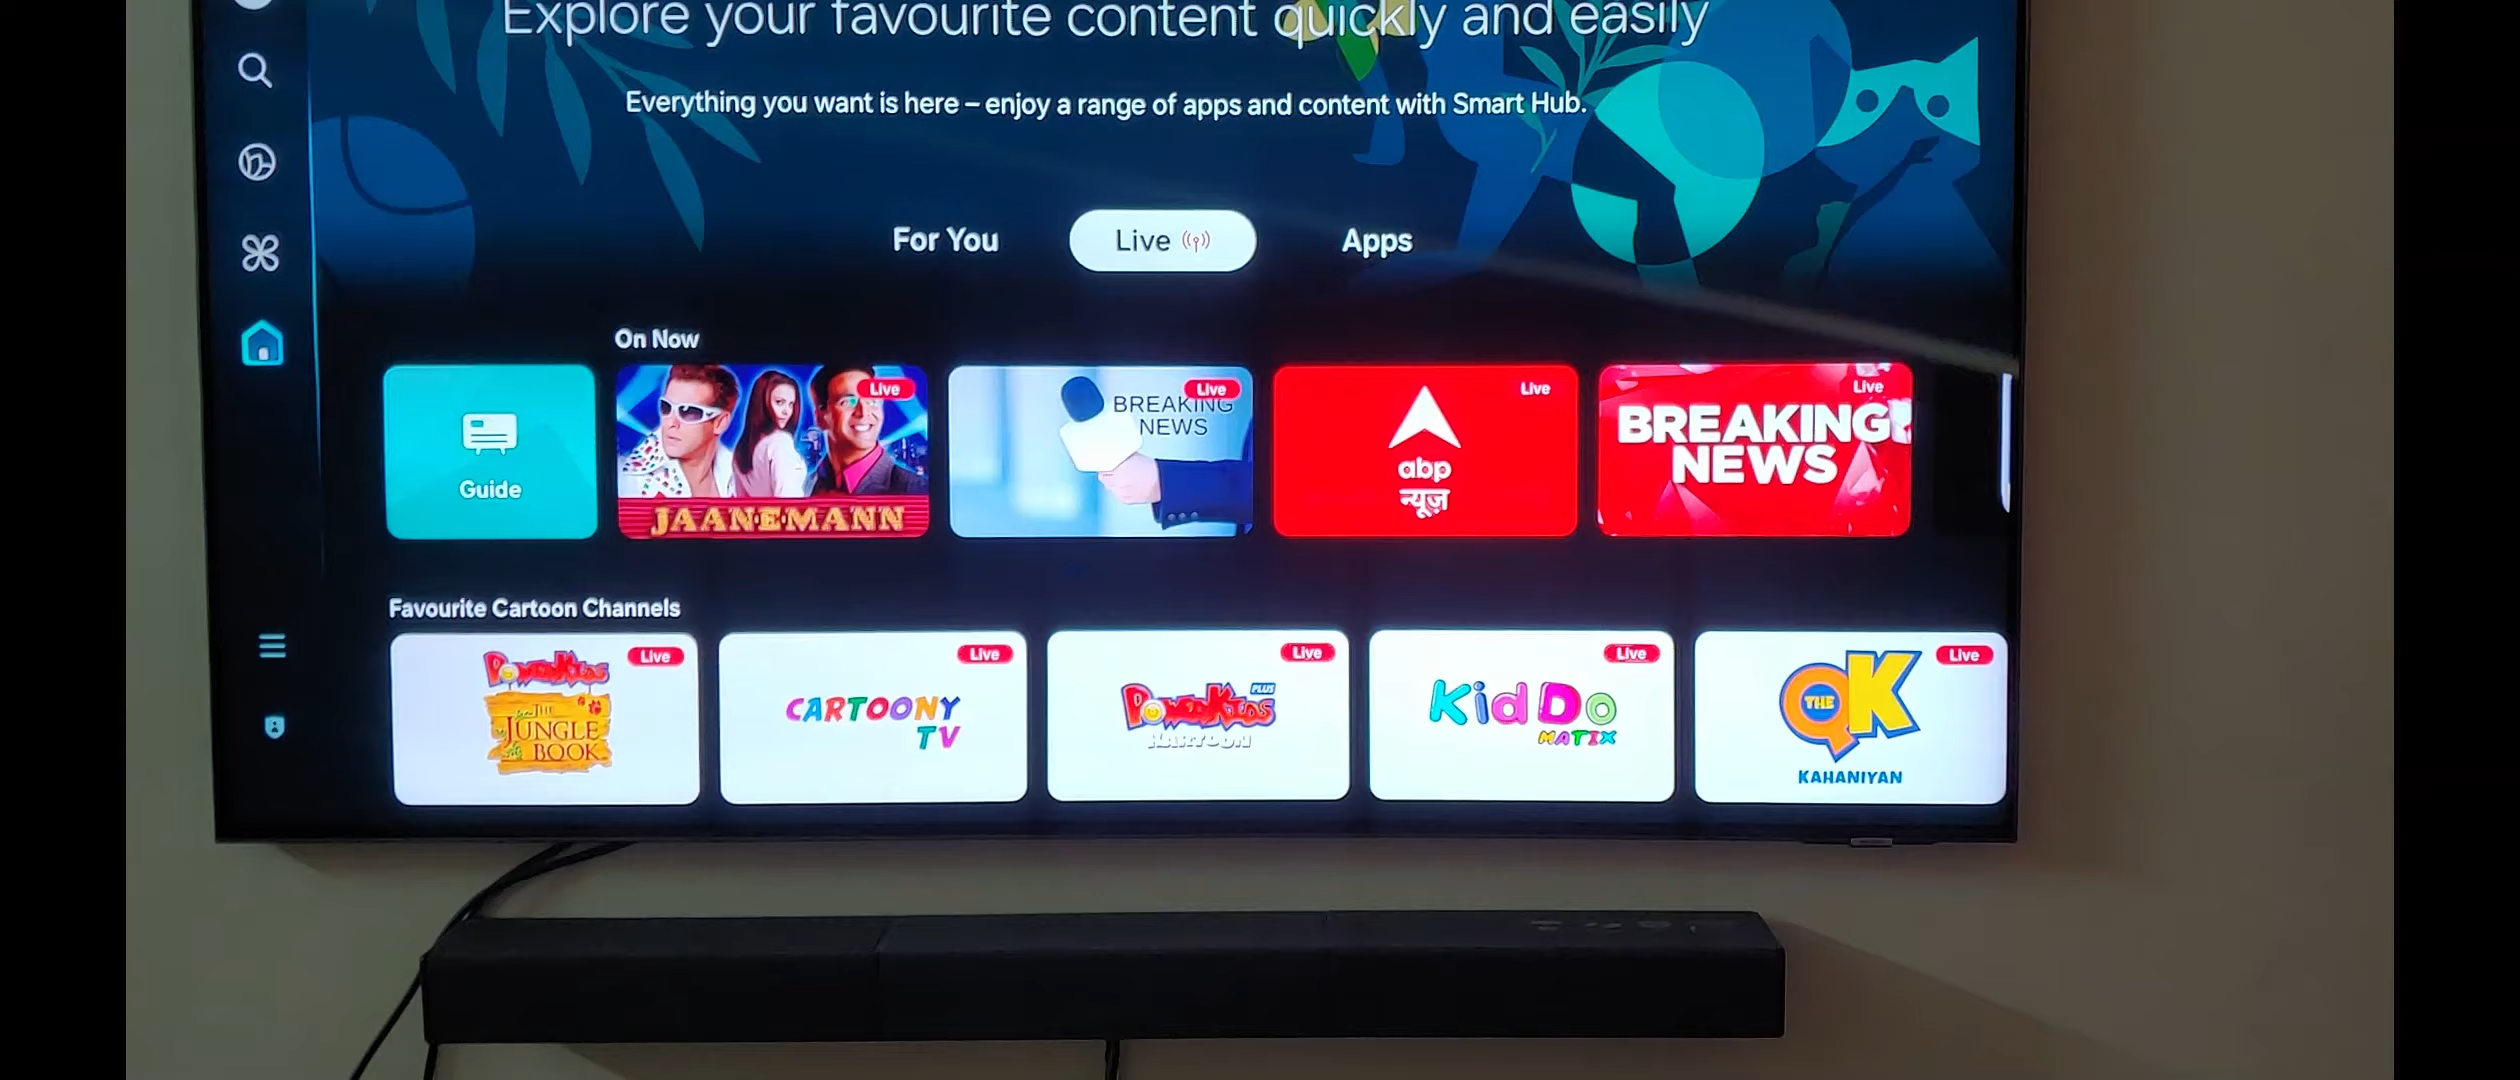 Explore your favourite content quickly and easily
Everything you want is here – enjoy a range of apps and content with Smart Hub.
For You
Live
Apps
On Now
Guide
Live
JAANEMANN
Live
BREAKING
NEWS
Live
abp
न्यूज़
Live
BREAKING
NEWS
Favourite Cartoon Channels
Live
POWERKIDS
THE
JUNGLE
BOOK
Live
CARTOONY
TV
Live
POWERKIDS PLUS
KARTOON
Live
KidDo
MATIX
Live
THE
QK
KAHANIYAN